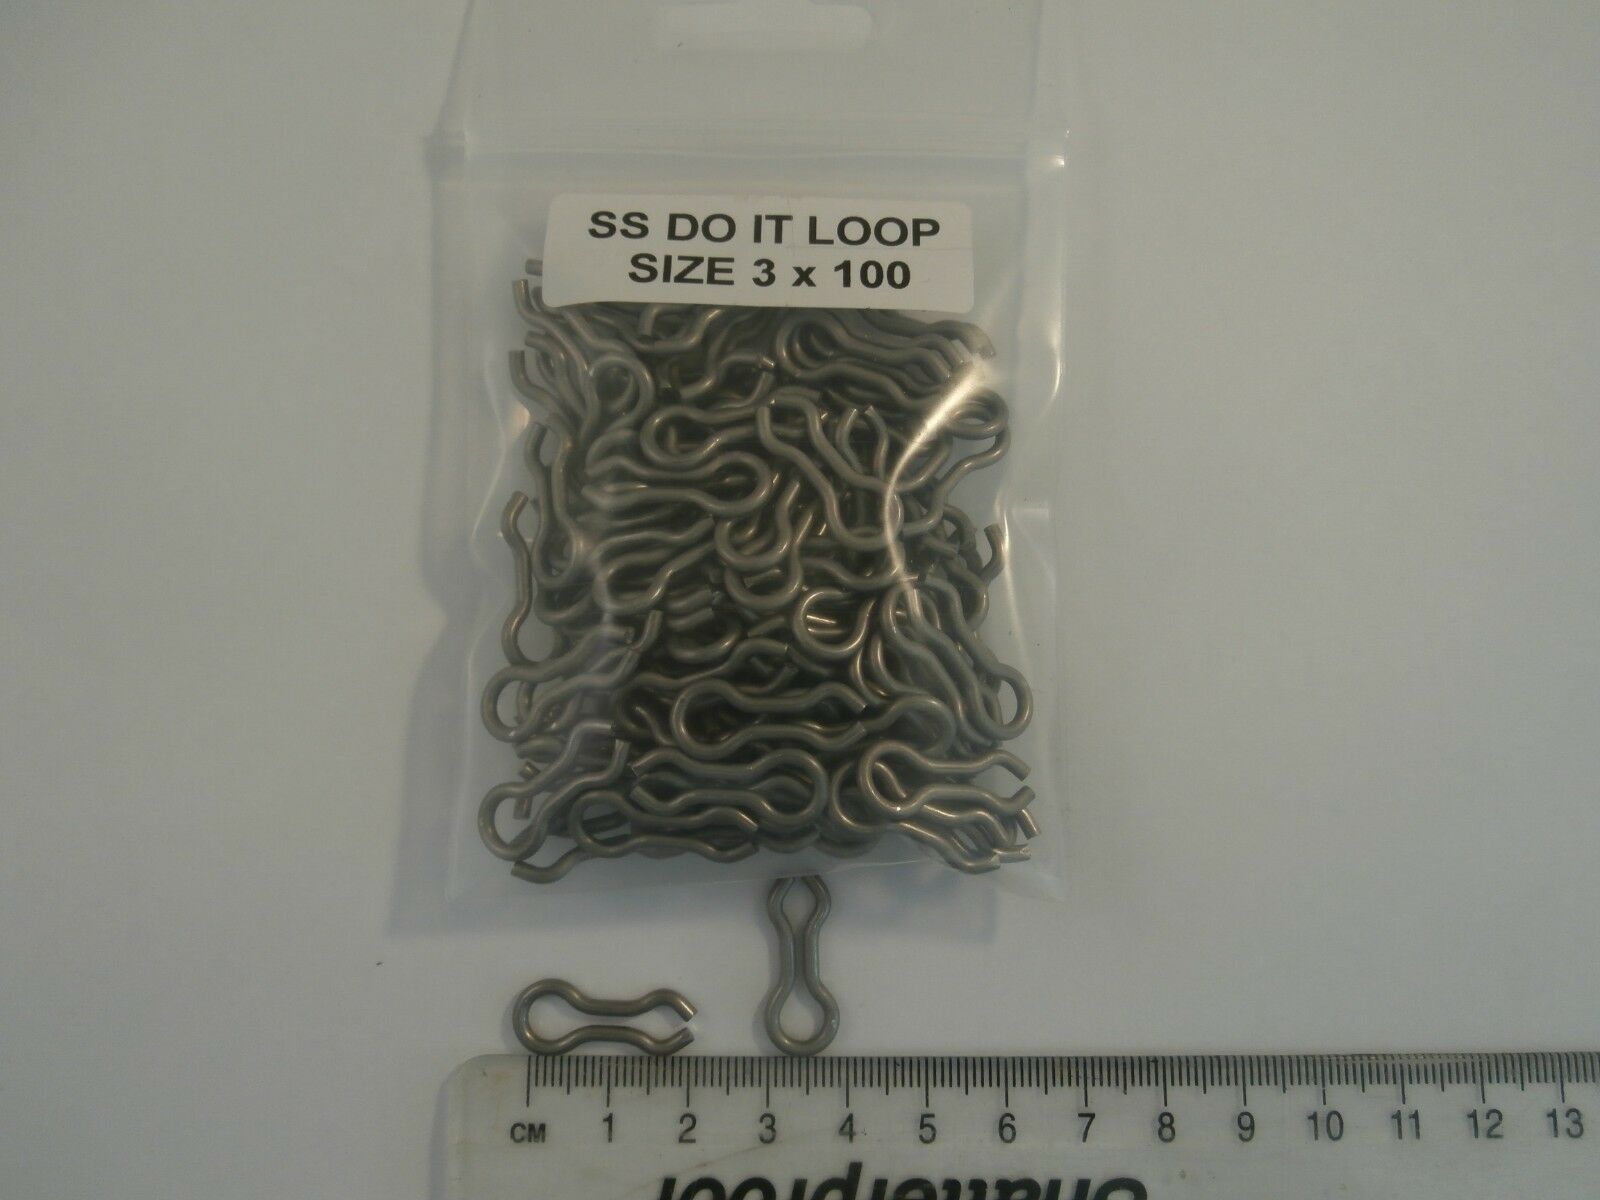 SS DO IT LOOP
SIZE 3 x 100
CM 1 2 3 4 5 6 7 8 9 10 11 12 13
Shatterproof